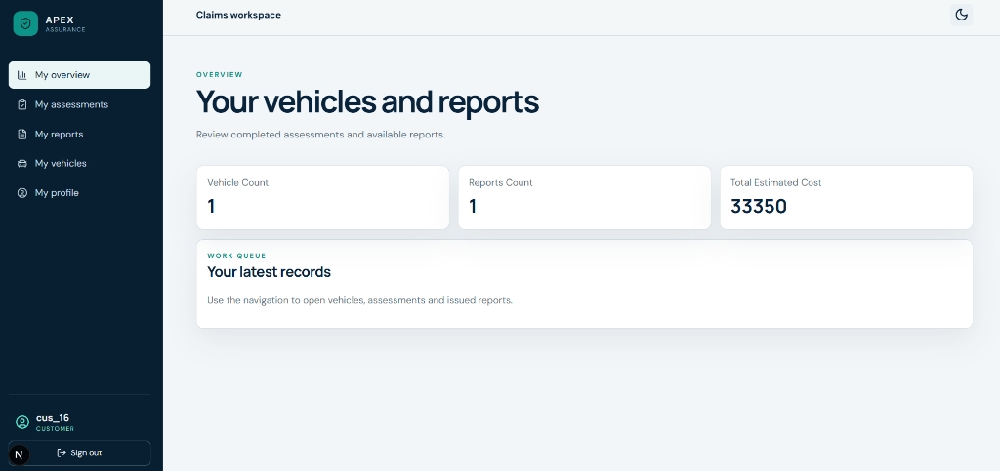 APEX
ASSURANCE
My overview
My assessments
My reports
My vehicles
My profile
cus_16
CUSTOMER
N
Sign out
Claims workspace
OVERVIEW
Your vehicles and reports
Review completed assessments and available reports.
Vehicle Count
1
Reports Count
1
Total Estimated Cost
33350
WORK QUEUE
Your latest records
Use the navigation to open vehicles, assessments and issued reports.